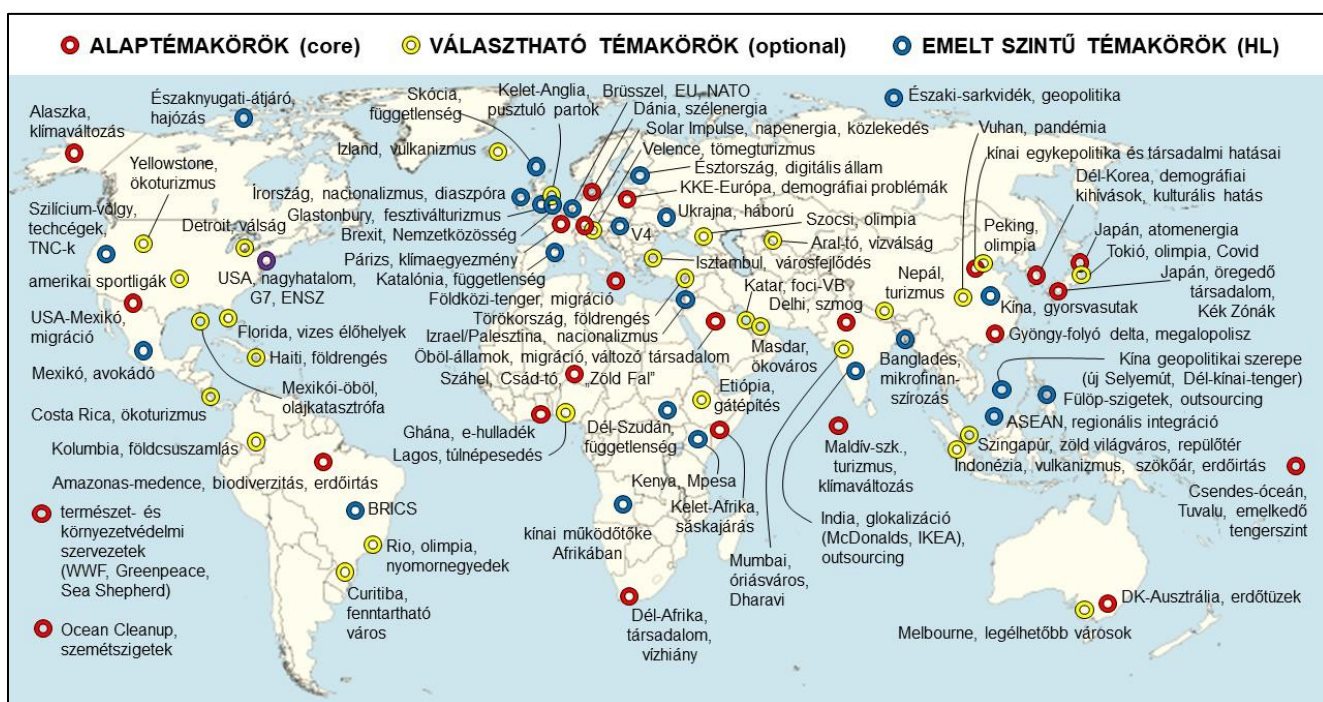 ALAPTÉMAKÖRÖK (core)
VÁLASZTHATÓ TÉMAKÖRÖK (optional)
EMELT SZINTŰ TÉMAKÖRÖK (HL)
Alaszka,
klímaváltozás
Északnyugati-átjáró,
hajózás
Yellowstone,
ökoturizmus
Szilícium-völgy,
techcégek,
TNC-k
Detroit, válság
amerikai sportligák
USA, nagyhatalom,
G7, ENSZ
USA-Mexikó,
migráció
Florida, vizes élőhelyek
Haiti, földrengés
Mexikó, avokádó
Mexikói-öböl,
olajkatasztrófa
Costa Rica, ökoturizmus
Kolumbia, földcsuszamlás
Amazonas-medence, biodiverzitás, erdőirtás
természet- és
környezetvédelmi
szervezetek
(WWF, Greenpeace,
Sea Shepherd)
BRICS
Rio, olimpia,
nyomornegyedek
Curitiba,
fenntartható
város
Ocean Cleanup,
szemétszigetek
Skócia,
függetlenség
Kelet-Anglia,
pusztuló partok
Brüsszel, EU, NATO
Dánia, szélenergia
Solar Impulse, napenergia, közlekedés
Velence, tömegturizmus
Izland, vulkanizmus
Észtország, digitális állam
KKE-Európa, demográfiai problémák
Írország, nacionalizmus, diaszpóra
Glastonbury, fesztiválturizmus
Brexit, Nemzetközösség
Párizs, klímaegyezmény
Katalónia, függetlenség
Ukrajna, háború
V4
Szocsi, olimpia
Aral-tó, vízválság
Isztambul, városfejlődés
Földközi-tenger, migráció
Törökország, földrengés
Izrael/Palesztina, nacionalizmus
Öböl-államok, migráció, változó társadalom
Száhel, Csád-tó, „Zöld Fal”
Katar, foci-VB
Delhi, szmog
Masdar,
ökováros
Etiópia,
gátépítés
Ghána, e-hulladék
Lagos, túlnépesedés
Dél-Szudán,
függetlenség
Kenya, Mpesa
Kelet-Afrika,
sáskajárás
kínai működőtőke
Afrikában
Dél-Afrika,
társadalom,
vízhiány
Északi-sarkvidék, geopolitika
Vuhan, pandémia
kínai egykepolitika és társadalmi hatásai
Dél-Korea, demográfiai
kihívások, kulturális hatás
Peking,
olimpia
Japán, atomenergia
Tokió, olimpia, Covid
Japán, öregedő
társadalom,
Kék Zónák
Nepál,
turizmus
Kína, gyorsvasutak
Gyöngy-folyó delta, megalopolisz
Banglades,
mikrofinan-
szírozás
Kína geopolitikai szerepe
(új Selyemút, Dél-kínai-tenger)
Fülöp-szigetek, outsourcing
ASEAN, regionális integráció
Szingapúr, zöld világváros, repülőtér
Indonézia, vulkanizmus, szökőár, erdőirtás
Maldív-szk.,
turizmus,
klímaváltozás
Mumbai,
óriásváros,
Dharavi
India, glokalizáció
(McDonalds, IKEA),
outsourcing
Csendes-óceán,
Tuvalu, emelkedő
tengerszint
DK-Ausztrália, erdőtüzek
Melbourne, legélhetőbb városok